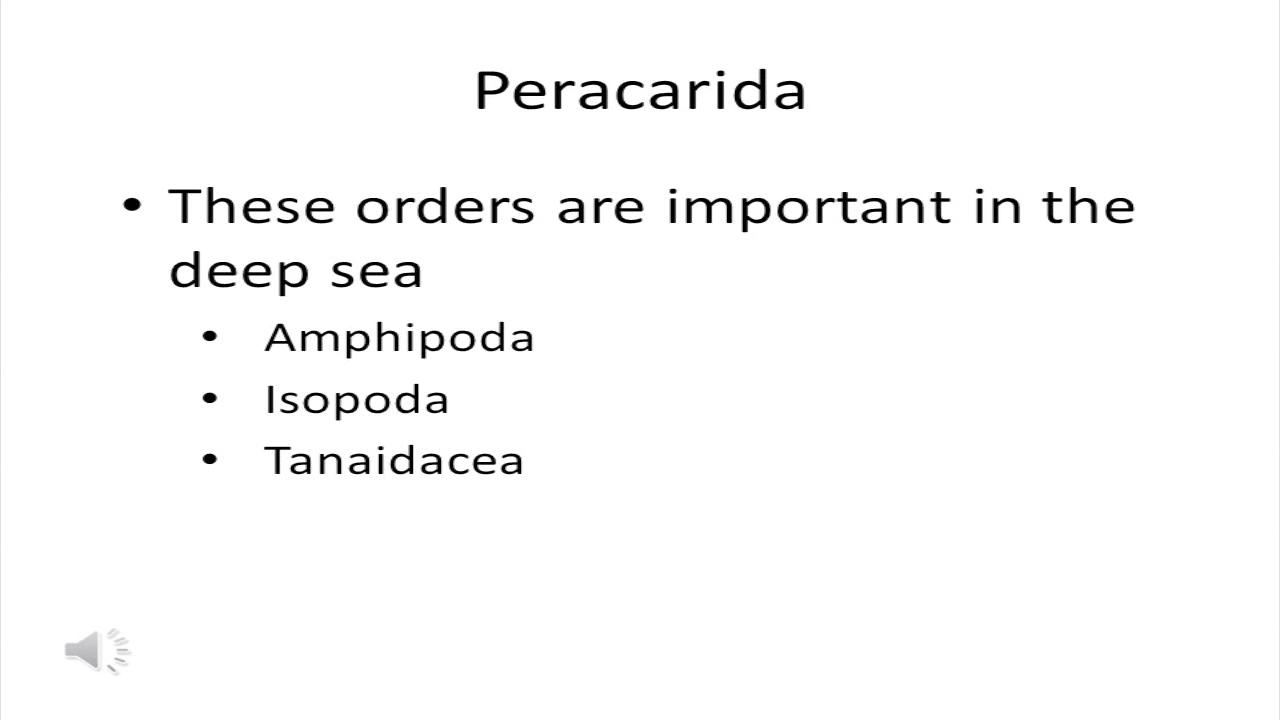 Peracarida
• These orders are important in the
deep sea
• Amphipoda
• Isopoda
• Tanaidacea